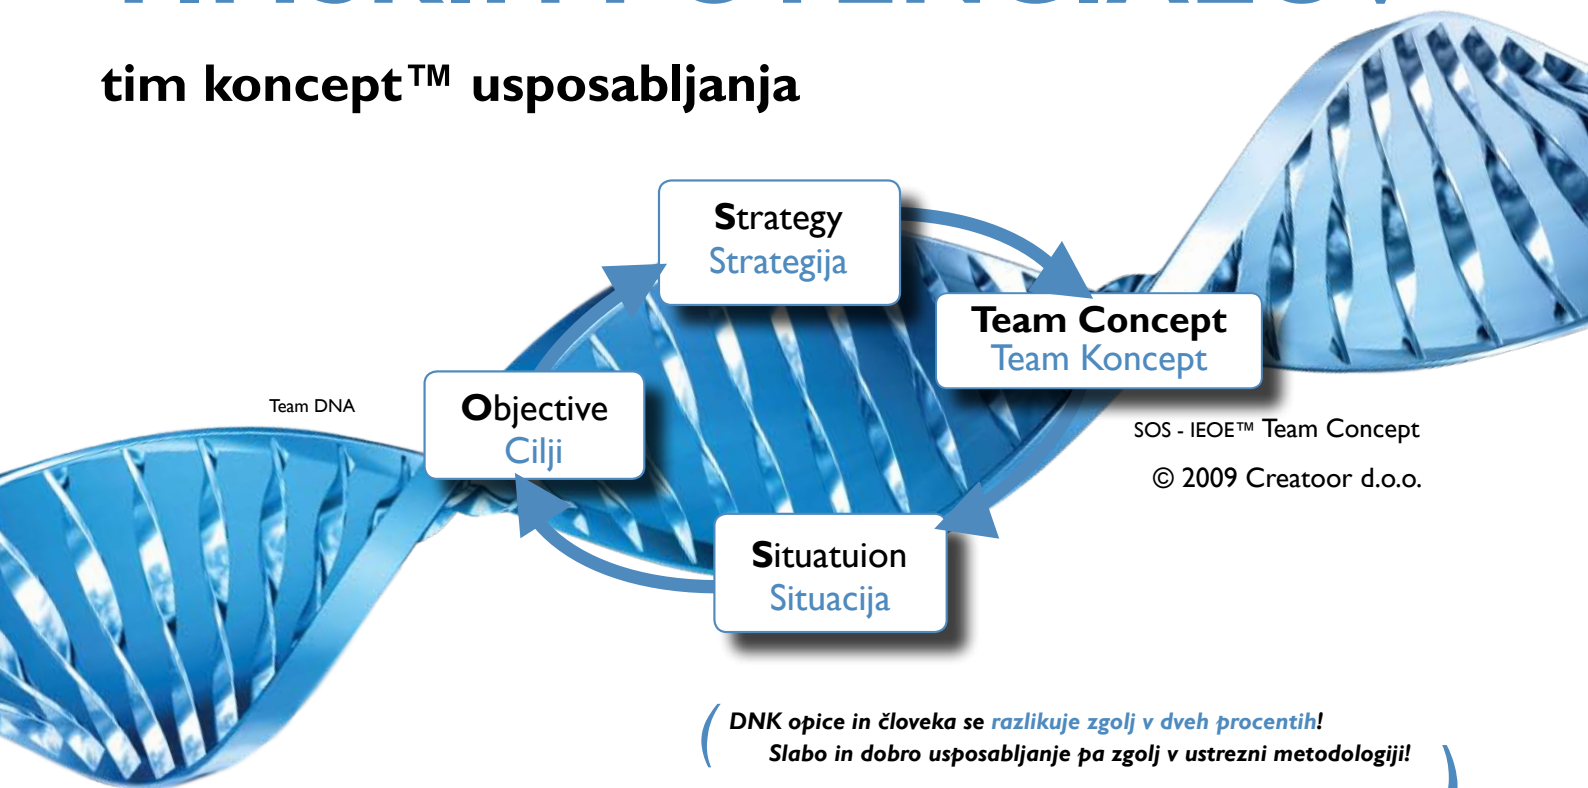 tim koncept™ usposabljanja
Strategy
Strategija
Team Concept
Team Koncept
Team DNA
Objective
Cilji
SOS - IEOE™ Team Concept
© 2009 Creatoor d.o.o.
Situatuion
Situacija
( DNK opice in človeka se razlikuje zgolj v dveh procentih!
Slabo in dobro usposabljanje pa zgolj v ustrezni metodologiji! )